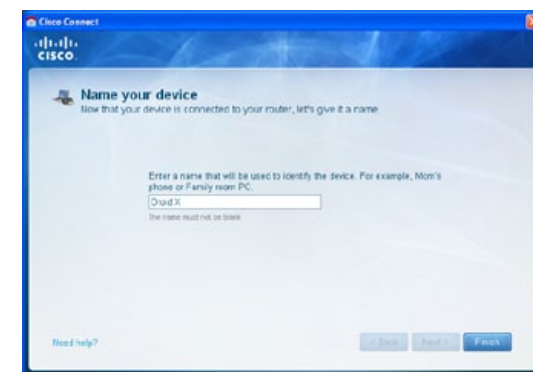 Cisco Connect
CISCO
Name your device
Now that your device is connected to your router, let's give it a name.
Enter a name that will be used to identify the device. For example, Mom's
phone or Family room PC.
Droid X
The name must not be blank.
Need help?
< Back
Next >
Finish